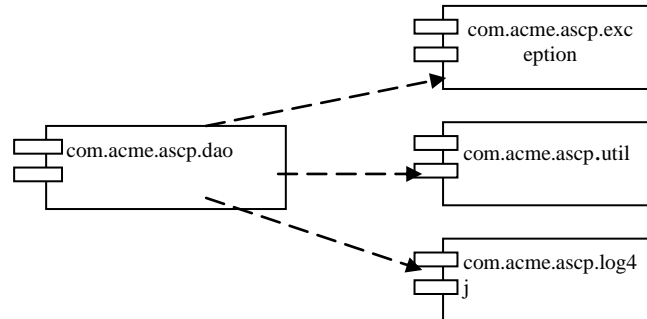 com.acme.ascp.exc
eption
com.acme.ascp.dao
com.acme.ascp.util
com.acme.ascp.log4
j